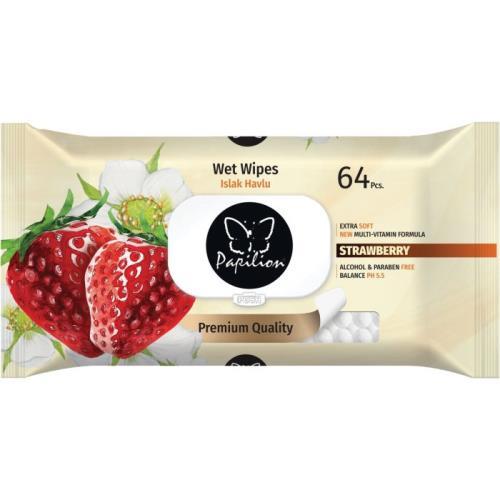 Wet Wipes
Islak Havlu
64 Pcs.
Papilion
EXTRA SOFT
NEW MULTI-VITAMIN FORMULA
STRAWBERRY
ALCOHOL & PARABEN FREE
BALANCE PH 5.5
PUSH
Premium Quality